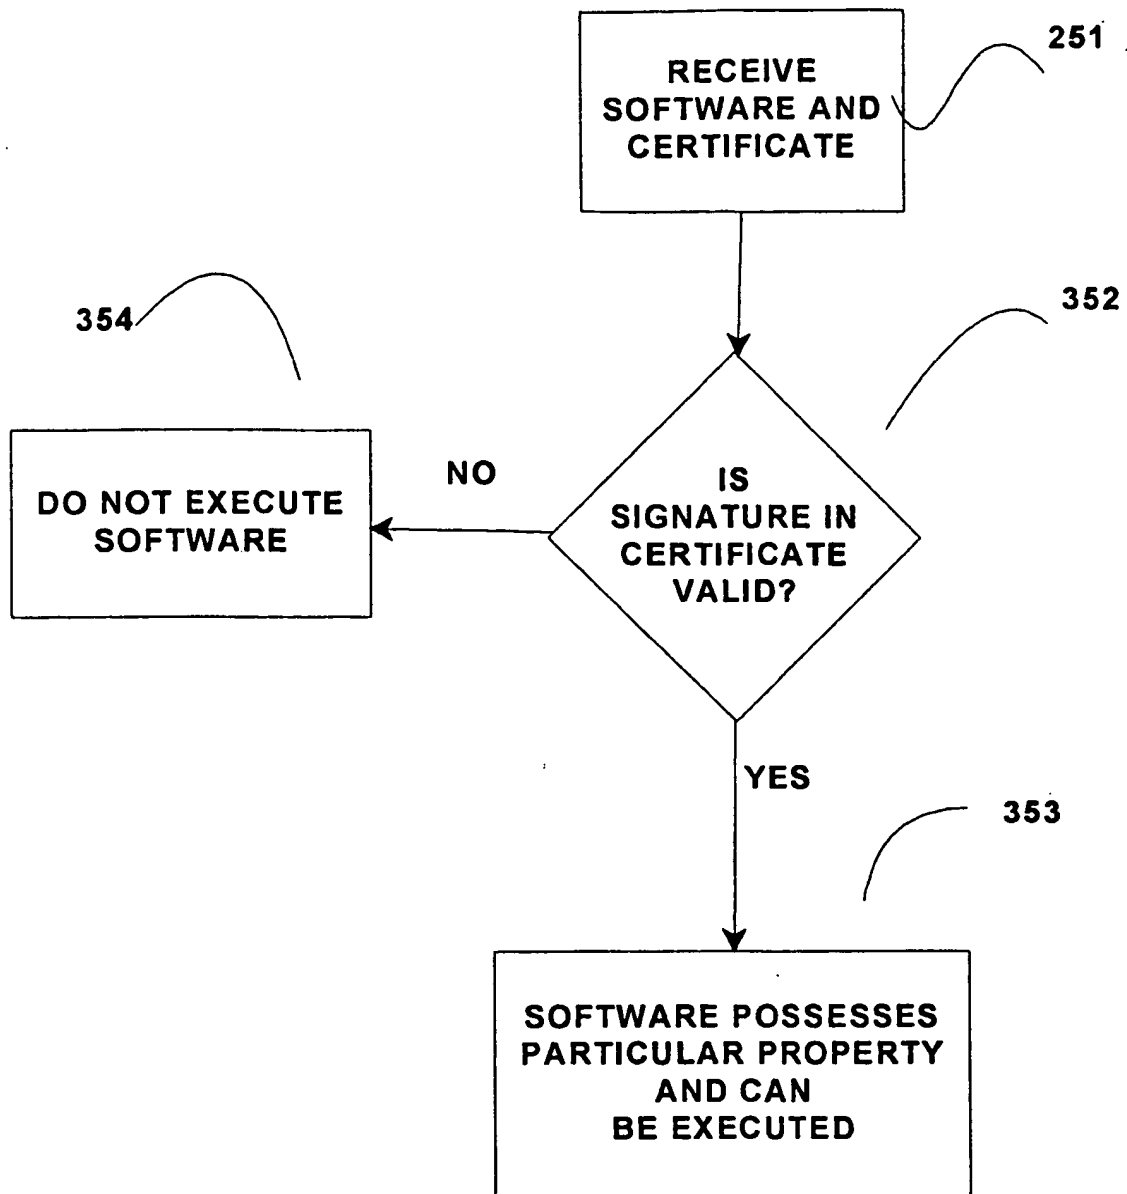 251
RECEIVE
SOFTWARE AND
CERTIFICATE
352
354
NO
IS
SIGNATURE IN
CERTIFICATE
VALID?
DO NOT EXECUTE
SOFTWARE
YES
353
SOFTWARE POSSESSES
PARTICULAR PROPERTY
AND CAN
BE EXECUTED